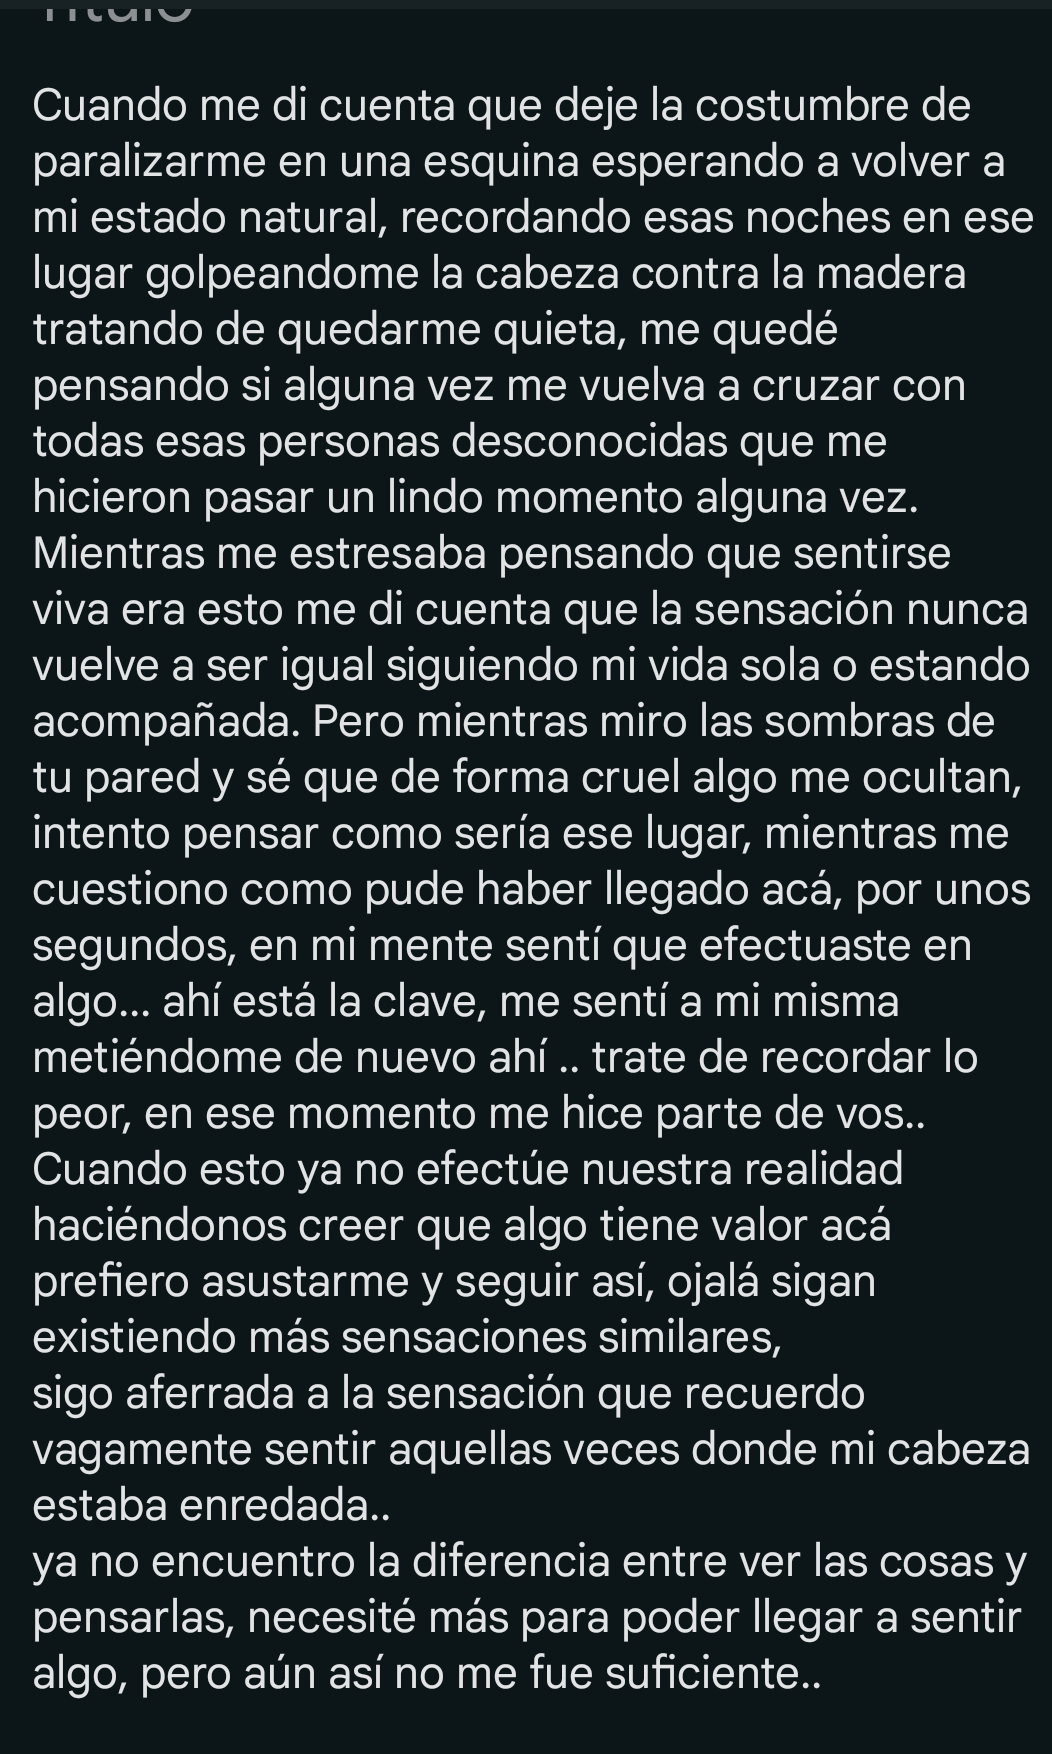 Título
Cuando me di cuenta que deje la costumbre de
paralizarme en una esquina esperando a volver a
mi estado natural, recordando esas noches en ese
lugar golpeandome la cabeza contra la madera
tratando de quedarme quieta, me quedé
pensando si alguna vez me vuelva a cruzar con
todas esas personas desconocidas que me
hicieron pasar un lindo momento alguna vez.
Mientras me estresaba pensando que sentirse
viva era esto me di cuenta que la sensación nunca
vuelve a ser igual siguiendo mi vida sola o estando
acompañada. Pero mientras miro las sombras de
tu pared y sé que de forma cruel algo me ocultan,
intento pensar como sería ese lugar, mientras me
cuestiono como pude haber llegado acá, por unos
segundos, en mi mente sentí que efectuaste en
algo... ahí está la clave, me sentí a mi misma
metiéndome de nuevo ahí .. trate de recordar lo
peor, en ese momento me hice parte de vos..
Cuando esto ya no efectúe nuestra realidad
haciéndonos creer que algo tiene valor acá
prefiero asustarme y seguir así, ojalá sigan
existiendo más sensaciones similares,
sigo aferrada a la sensación que recuerdo
vagamente sentir aquellas veces donde mi cabeza
estaba enredada..
ya no encuentro la diferencia entre ver las cosas y
pensarlas, necesité más para poder llegar a sentir
algo, pero aún así no me fue suficiente..